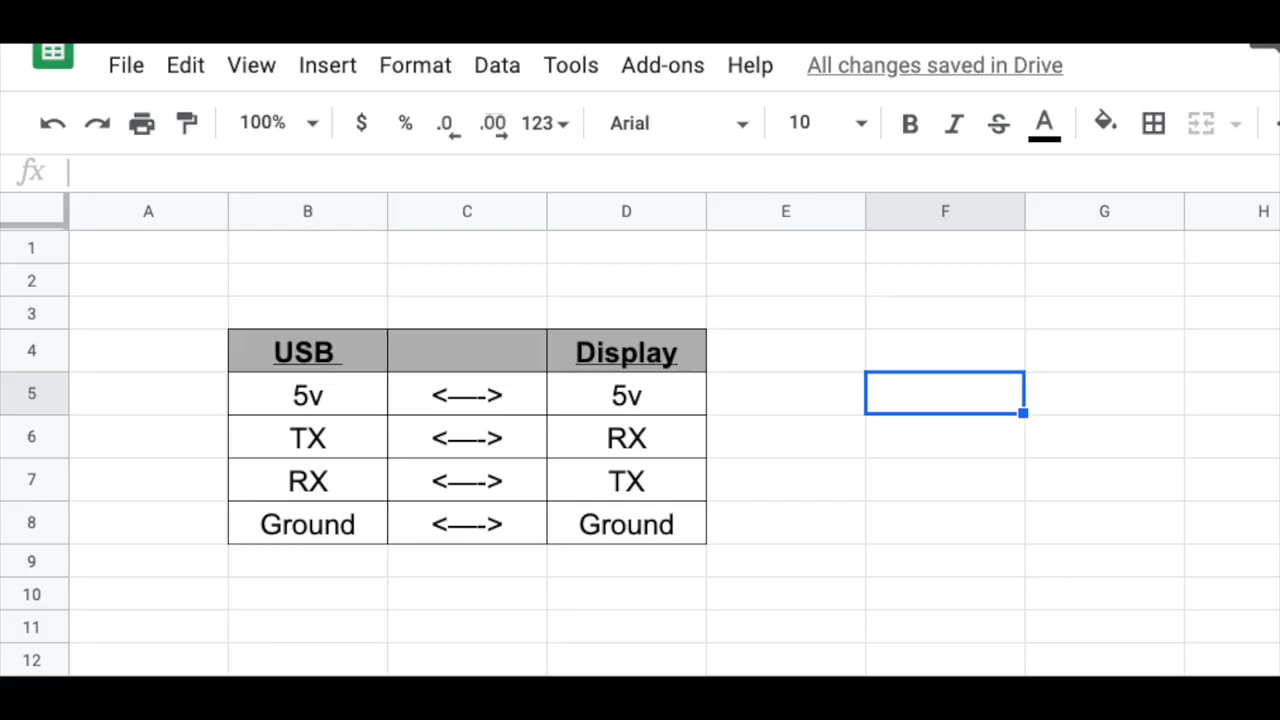 File Edit View Insert Format Data Tools Add-ons Help All changes saved in Drive
100% $ % .0 .00 123 Arial 10 B I S A
fx
A B C D E F G H
1
2
3
4 USB Display
5 5v <----> 5v
6 TX <----> RX
7 RX <----> TX
8 Ground <----> Ground
9
10
11
12